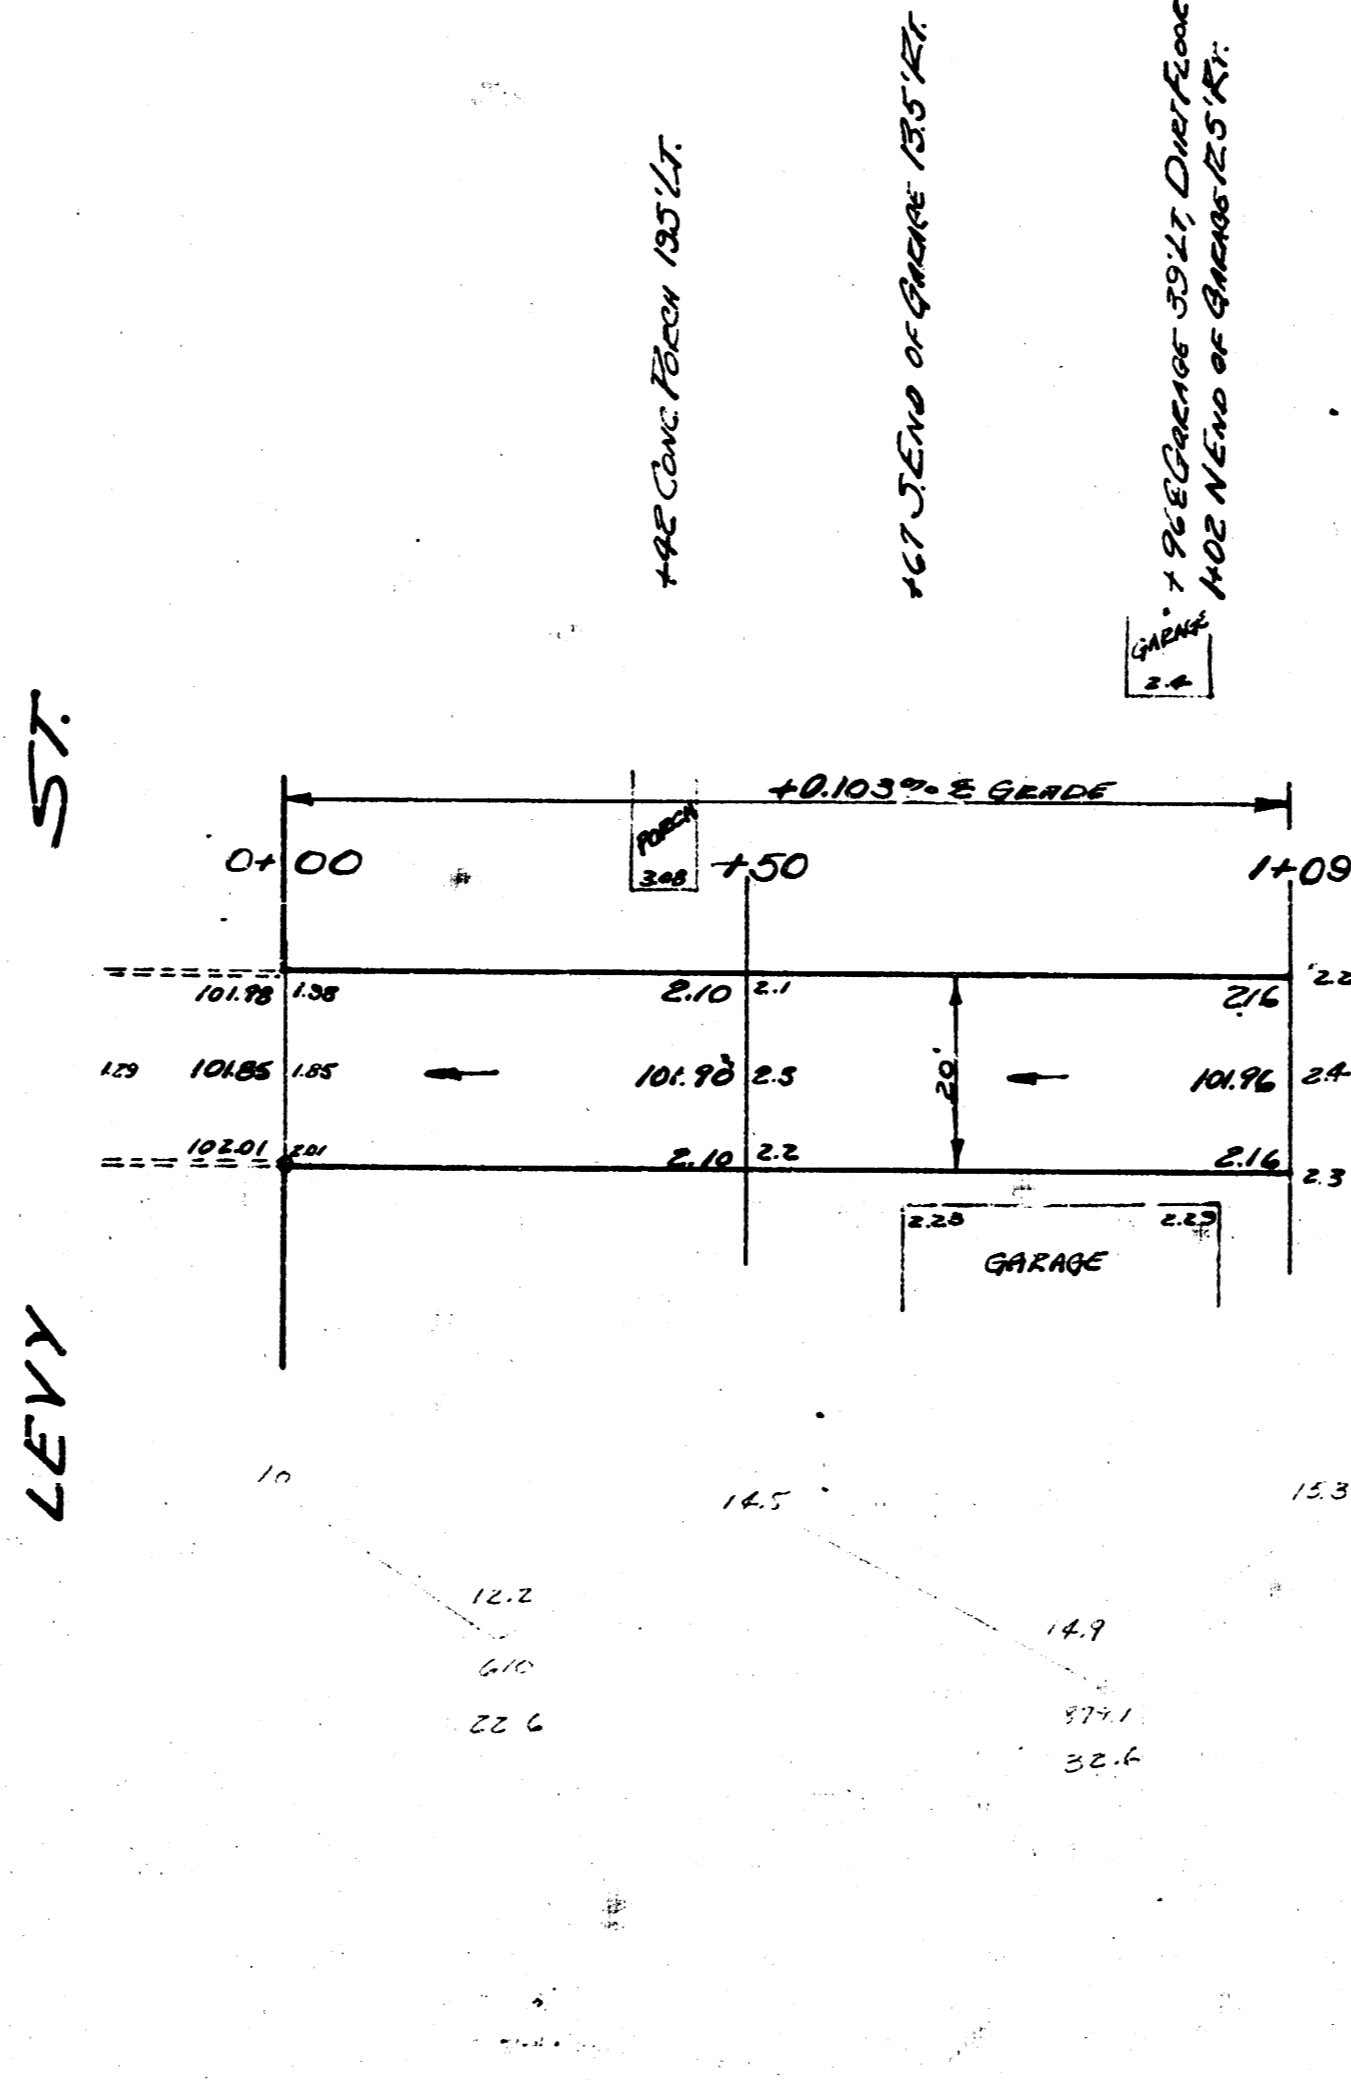 +42 CONC. PORCH 19.5' LT.
+67 S. END OF GARAGE 13.5' RT.
+96 ℄ GARAGE 39' LT, DIRT FLOOR
1+02 N END OF GARAGE 12.5' RT.
GARAGE
2.4
ST.
+0.103% ℄ GRADE
PORCH
3.08
0+00
+50
1+09
101.98 1.98
2.10 2.1
2.16 2.2
1.79 101.85 1.85
101.90 2.3
20'
101.96 2.4
102.01 2.01
2.10 2.2
2.16 2.3
2.28 2.29
GARAGE
LEVY
10
14.5
15.3
12.2
14.9
610
22.6
879.1
32.6